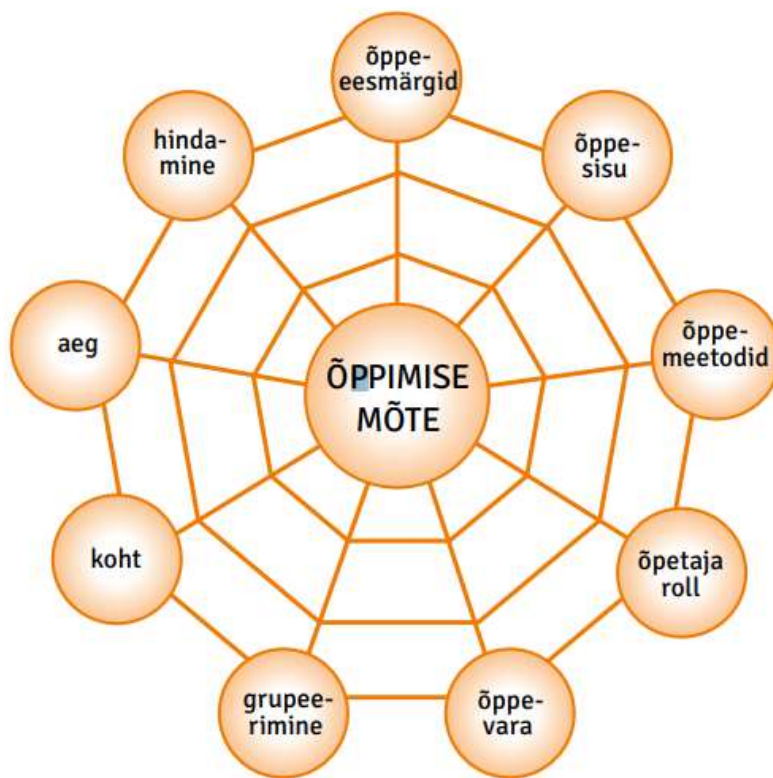 õppe-
eesmärgid
õppe-
sisu
õppe-
meetodid
õpetaja
roll
õppe-
vara
grupee-
rimine
koht
aeg
hinda-
mine
ÕPPIMISE
MÕTE